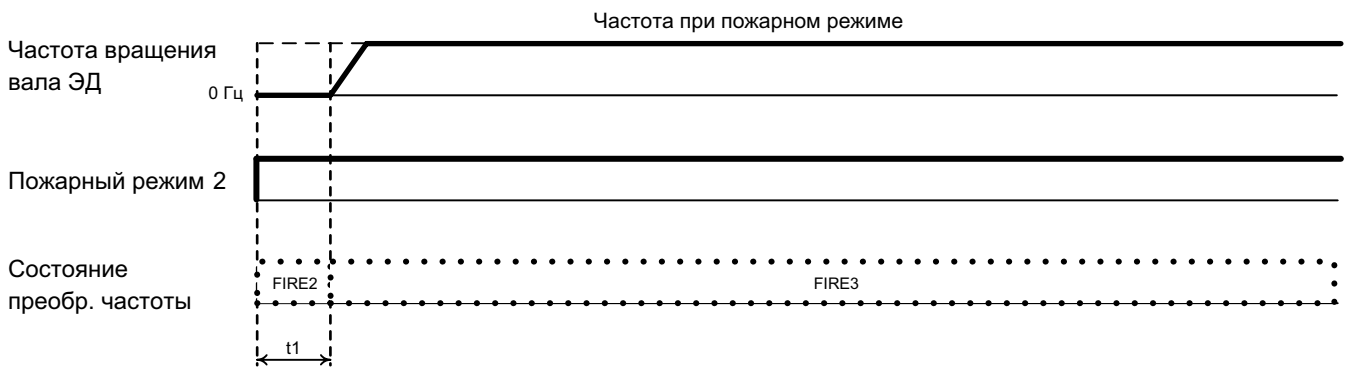 Частота при пожарном режиме
Частота вращения
вала ЭД
0 Гц
Пожарный режим 2
Состояние
преобр. частоты
FIRE2
FIRE3
t1